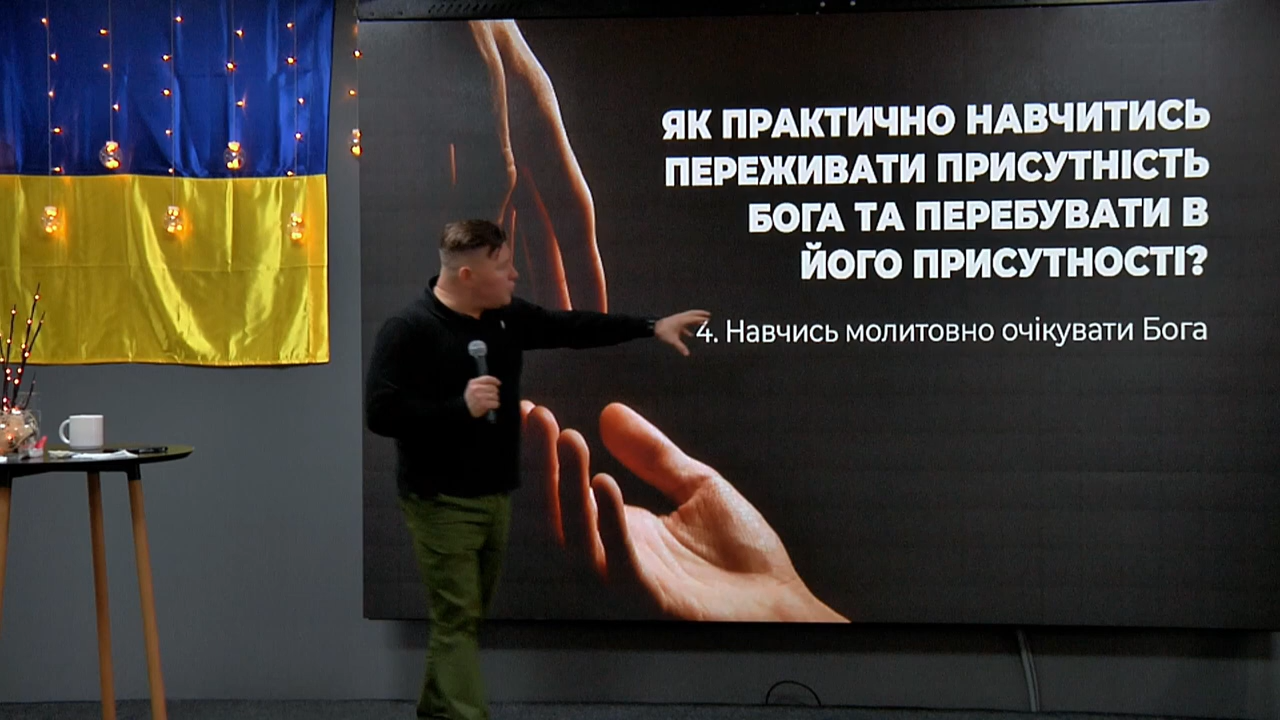 ЯК ПРАКТИЧНО НАВЧИТИСЬ
ПЕРЕЖИВАТИ ПРИСУТНІСТЬ
БОГА ТА ПЕРЕБУВАТИ В
ЙОГО ПРИСУТНОСТІ?
4. Навчись молитовно очікувати Бога